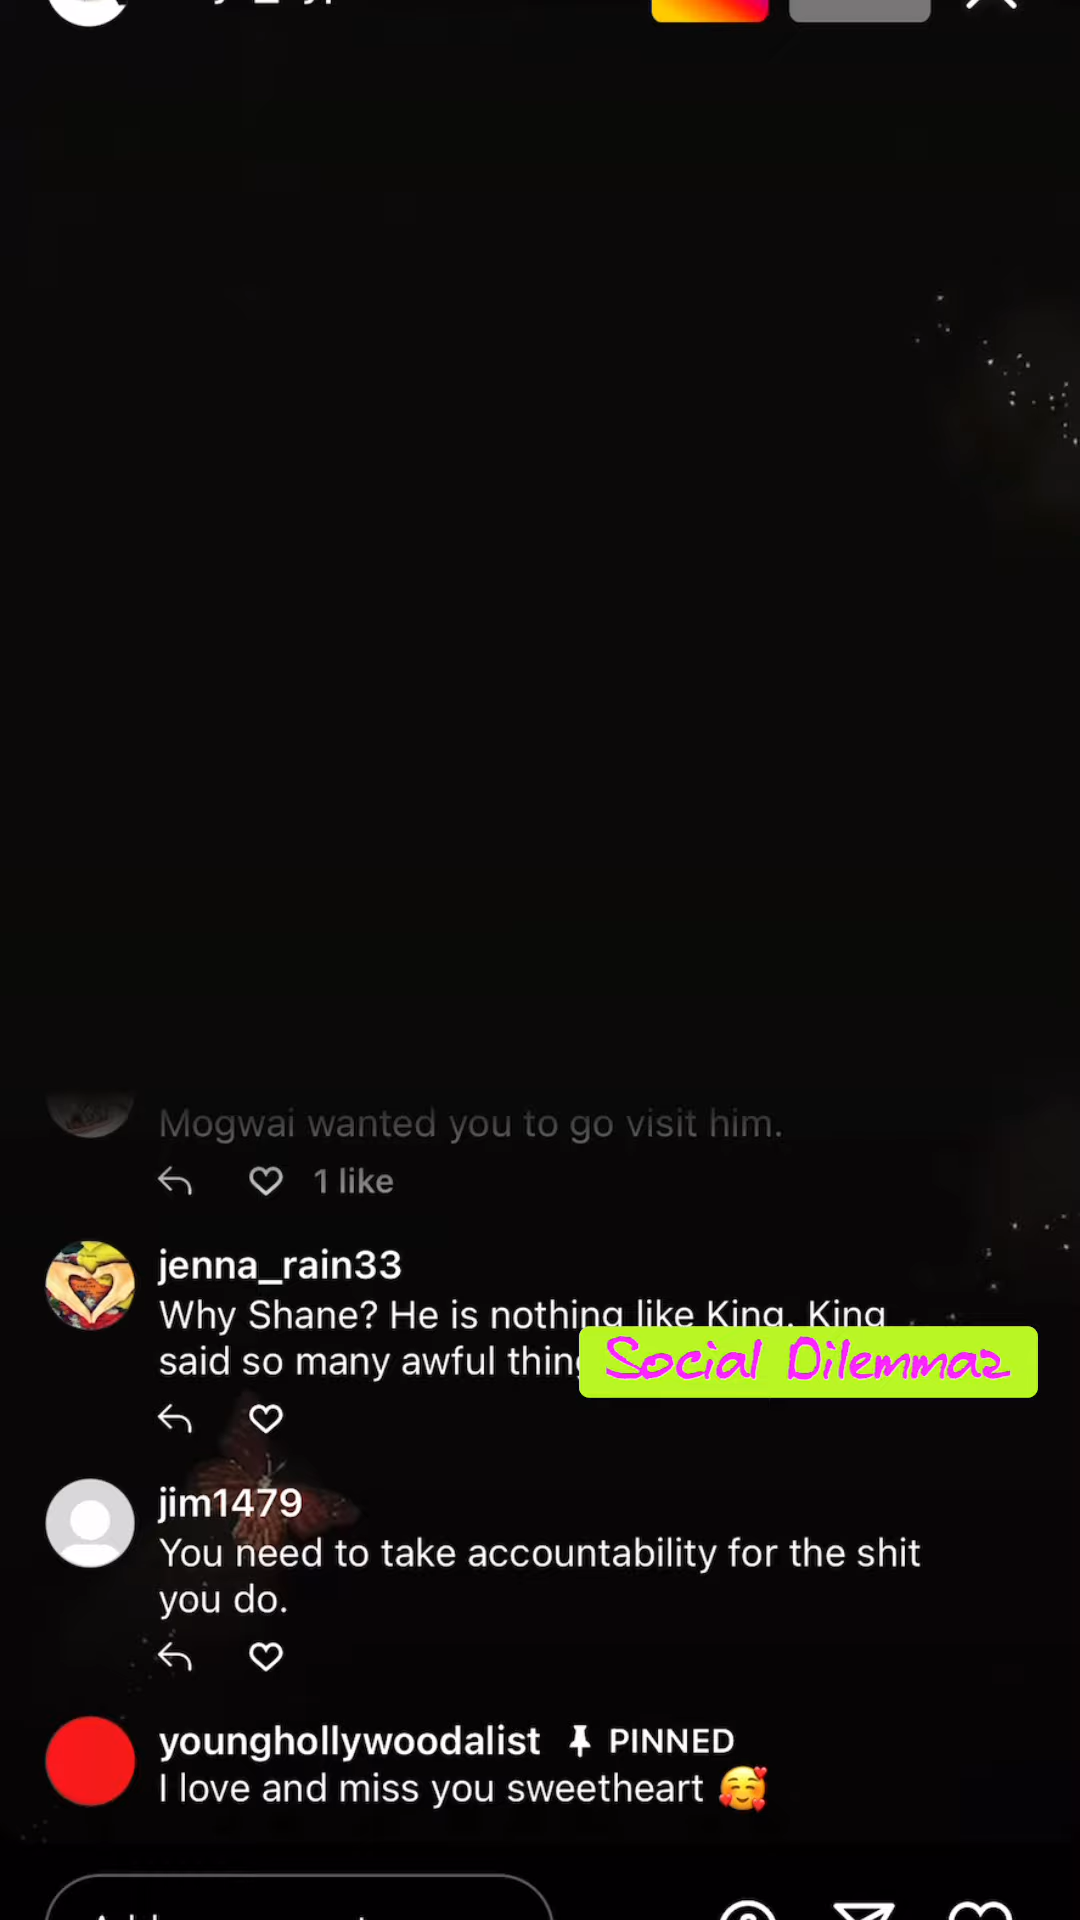 Mogwai wanted you to go visit him.
1 like
jenna_rain33
Why Shane? He is nothing like King. King
said so many awful
Social Dilemmaz
jim1479
You need to take accountability for the shit
you do.
younghollywoodalist PINNED
I love and miss you sweetheart 🥰